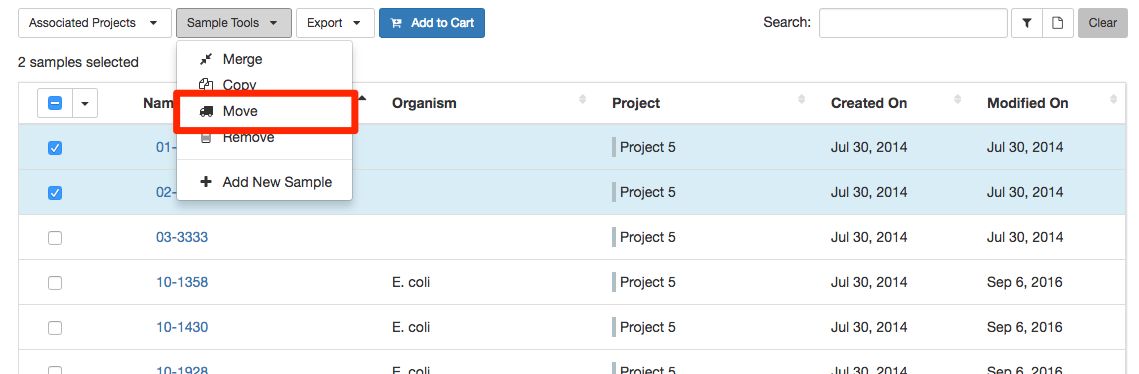 Associated Projects Sample Tools Export Add to Cart Search: Clear
2 samples selected
Merge
Copy
Move
Remove
Add New Sample
Organism Project Created On Modified On
01- Project 5 Jul 30, 2014 Jul 30, 2014
02- Project 5 Jul 30, 2014 Jul 30, 2014
03-3333 Project 5 Jul 30, 2014 Jul 30, 2014
10-1358 E. coli Project 5 Jul 30, 2014 Sep 6, 2016
10-1430 E. coli Project 5 Jul 30, 2014 Sep 6, 2016
10-1928 E. coli Project 5 Jul 30, 2014 Sep 6, 2016